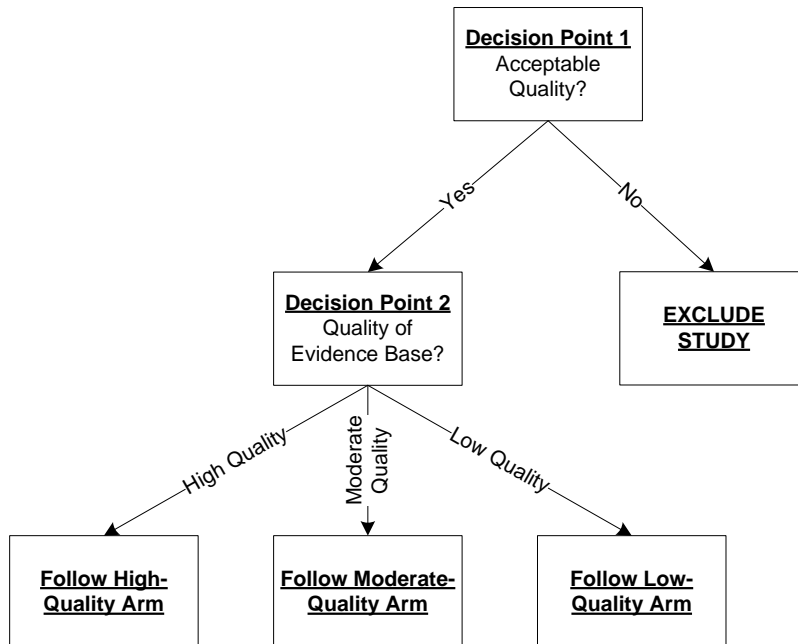 Decision Point 1
Acceptable
Quality?
Yes
No
Decision Point 2
Quality of
Evidence Base?
EXCLUDE
STUDY
High Quality
Moderate
Quality
Low Quality
Follow High-
Quality Arm
Follow Moderate-
Quality Arm
Follow Low-
Quality Arm